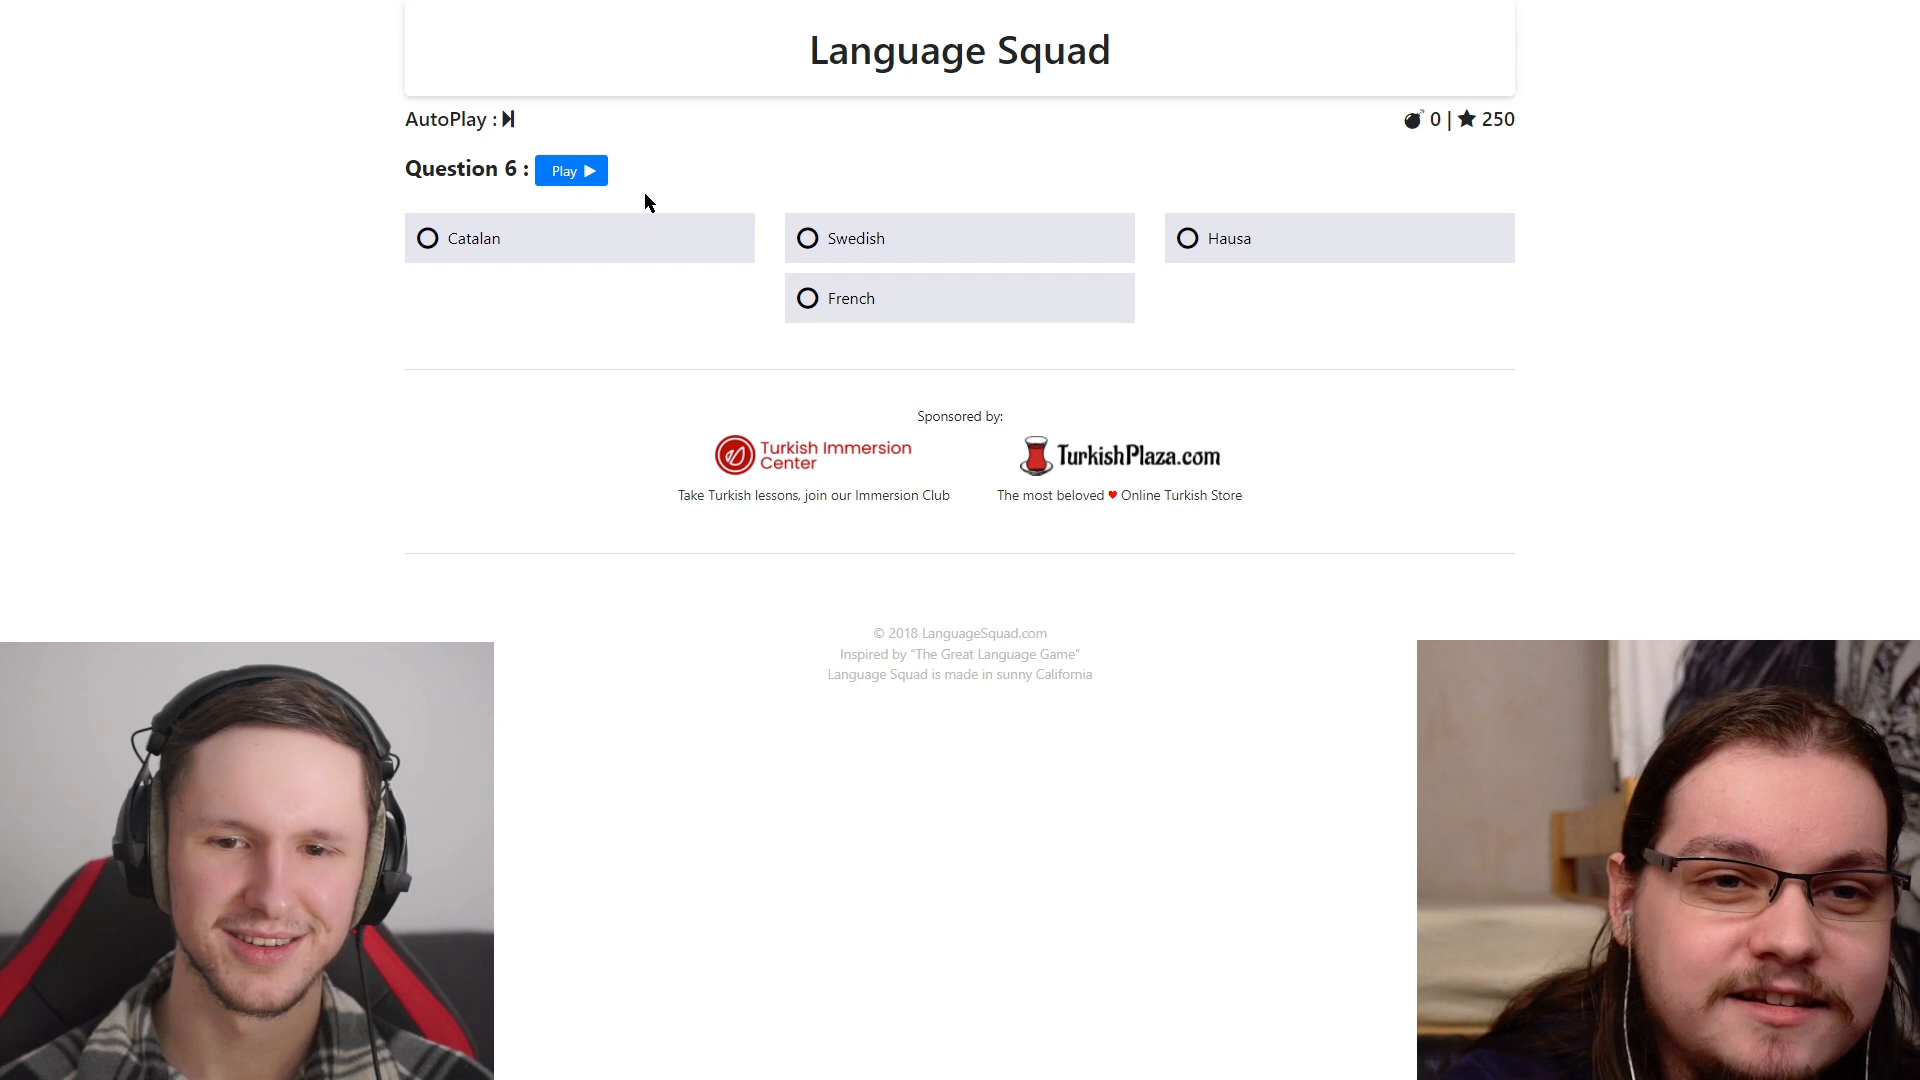 Language Squad
AutoPlay :
0 | 250
Question 6 : Play
Catalan
Swedish
Hausa
French
Sponsored by:
Turkish Immersion
Center
TurkishPlaza.com
Take Turkish lessons, join our Immersion Club
The most beloved ♥ Online Turkish Store
© 2018 LanguageSquad.com
Inspired by "The Great Language Game"
Language Squad is made in sunny California